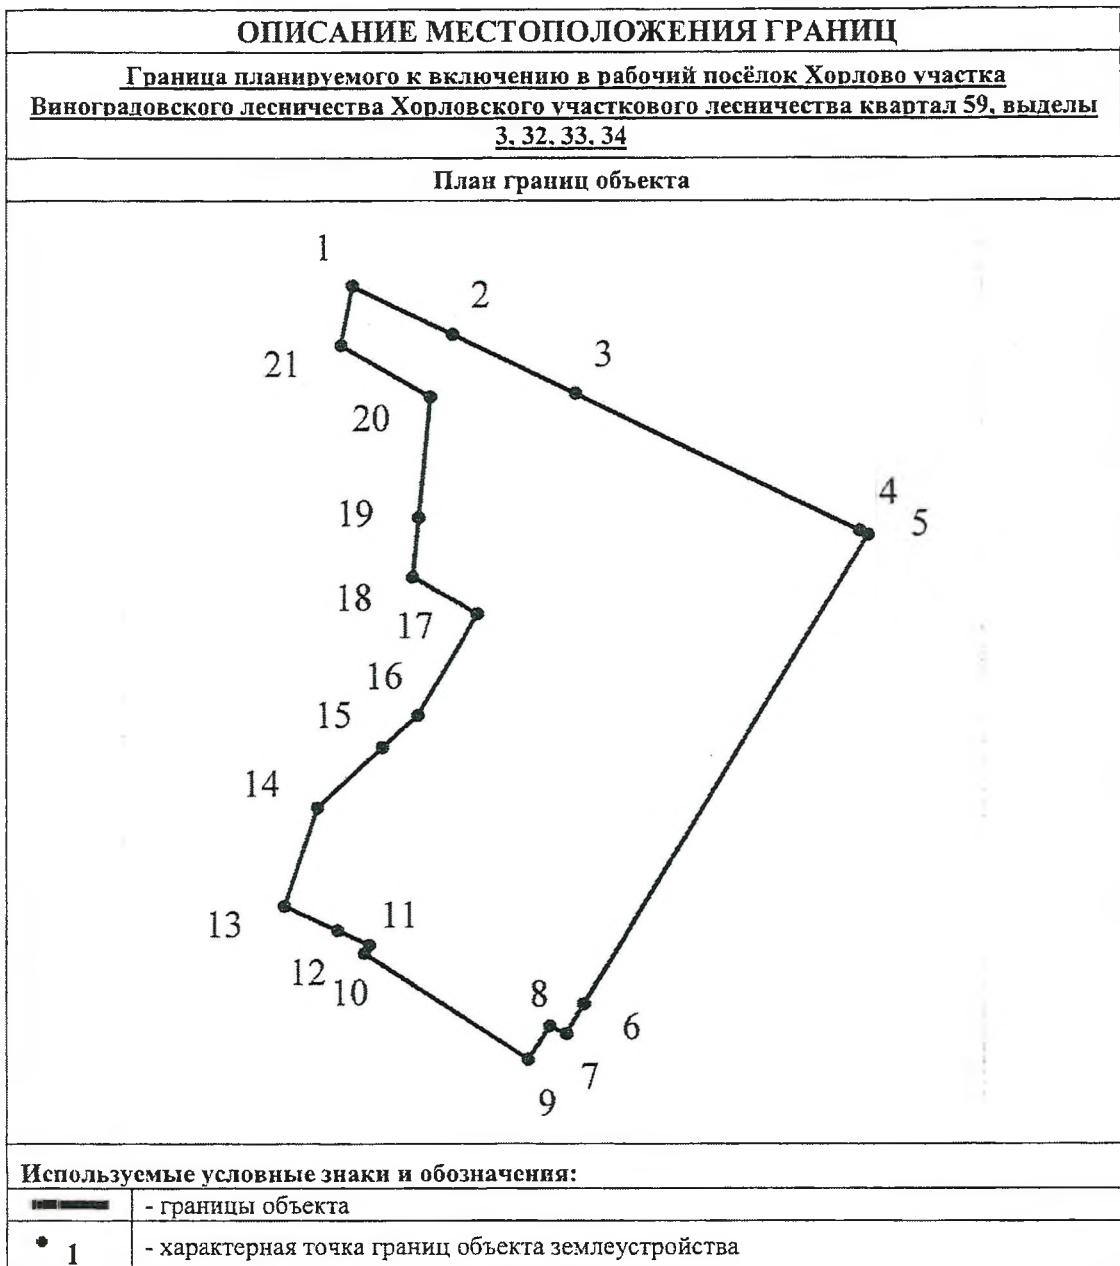 ОПИСАНИЕ МЕСТОПОЛОЖЕНИЯ ГРАНИЦ
Граница планируемого к включению в рабочий посёлок Хорлово участка
Виноградовского лесничества Хорловского участкового лесничества квартал 59, выделы
3, 32, 33, 34
План границ объекта
1
2
3
21
20
4
5
19
18
17
16
15
14
13
11
12
10
8
6
7
9
Используемые условные знаки и обозначения:
- границы объекта
1 - характерная точка границ объекта землеустройства